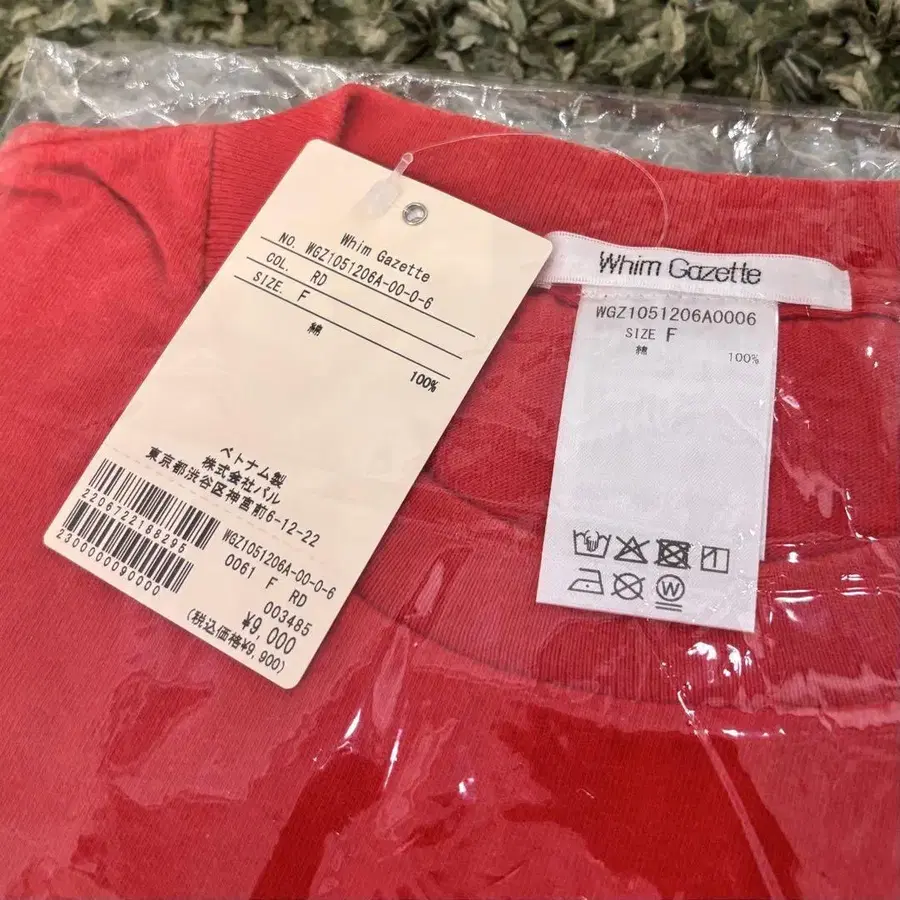 Whim Gazette
NO. WGZ1051206A-00-0-6
COL. RD
SIZE. F
綿
100%
ベトナム製
株式会社パル
東京都渋谷区神宮前6-12-22
2206722188295
2300000090000
WGZ1051206A-00-0-6
0061 F RD
003485
¥9,000
(税込価格¥9,900)
Whim Gazette
WGZ1051206A0006
SIZE F
綿 100%
W